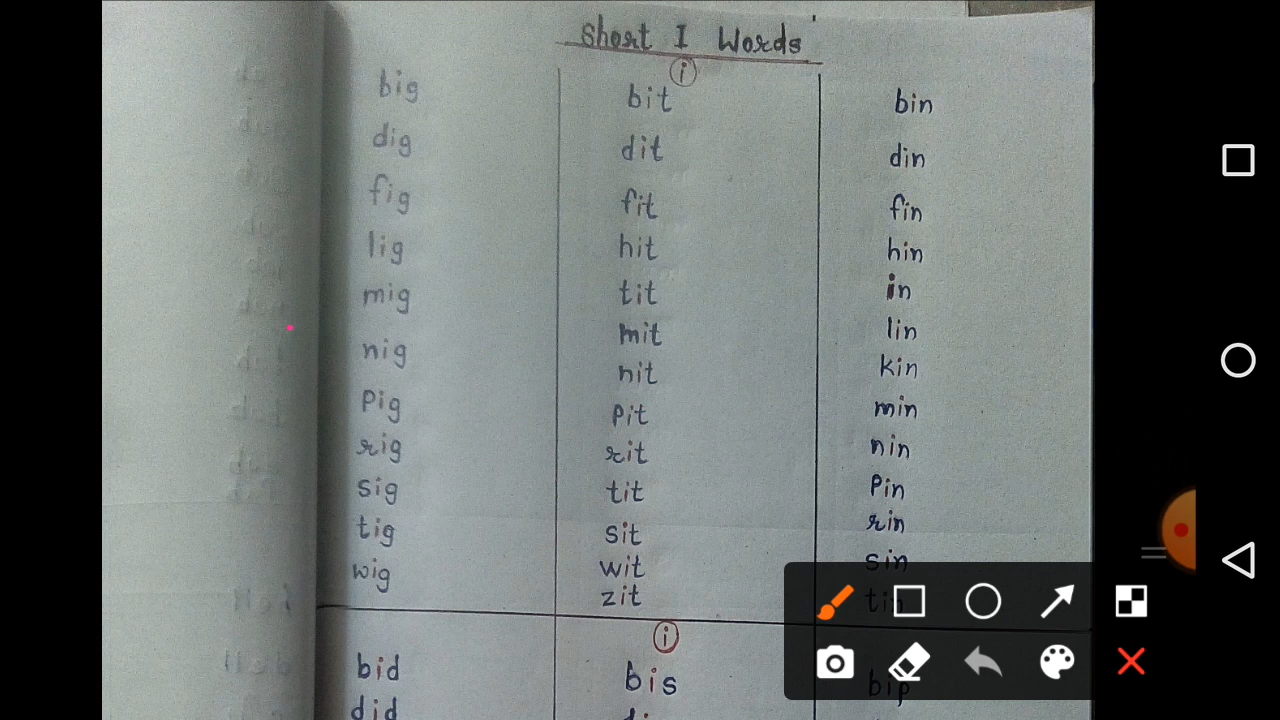 Short I Words
i
big bit bin
dig dit din
fig fit fin
lig hit hin
mig tit in
nig mit lin
pig nit kin
rig pit min
sig rit nin
tig tit pin
wig sit rin
wit sin
zit tin
i
bid bis bip
did